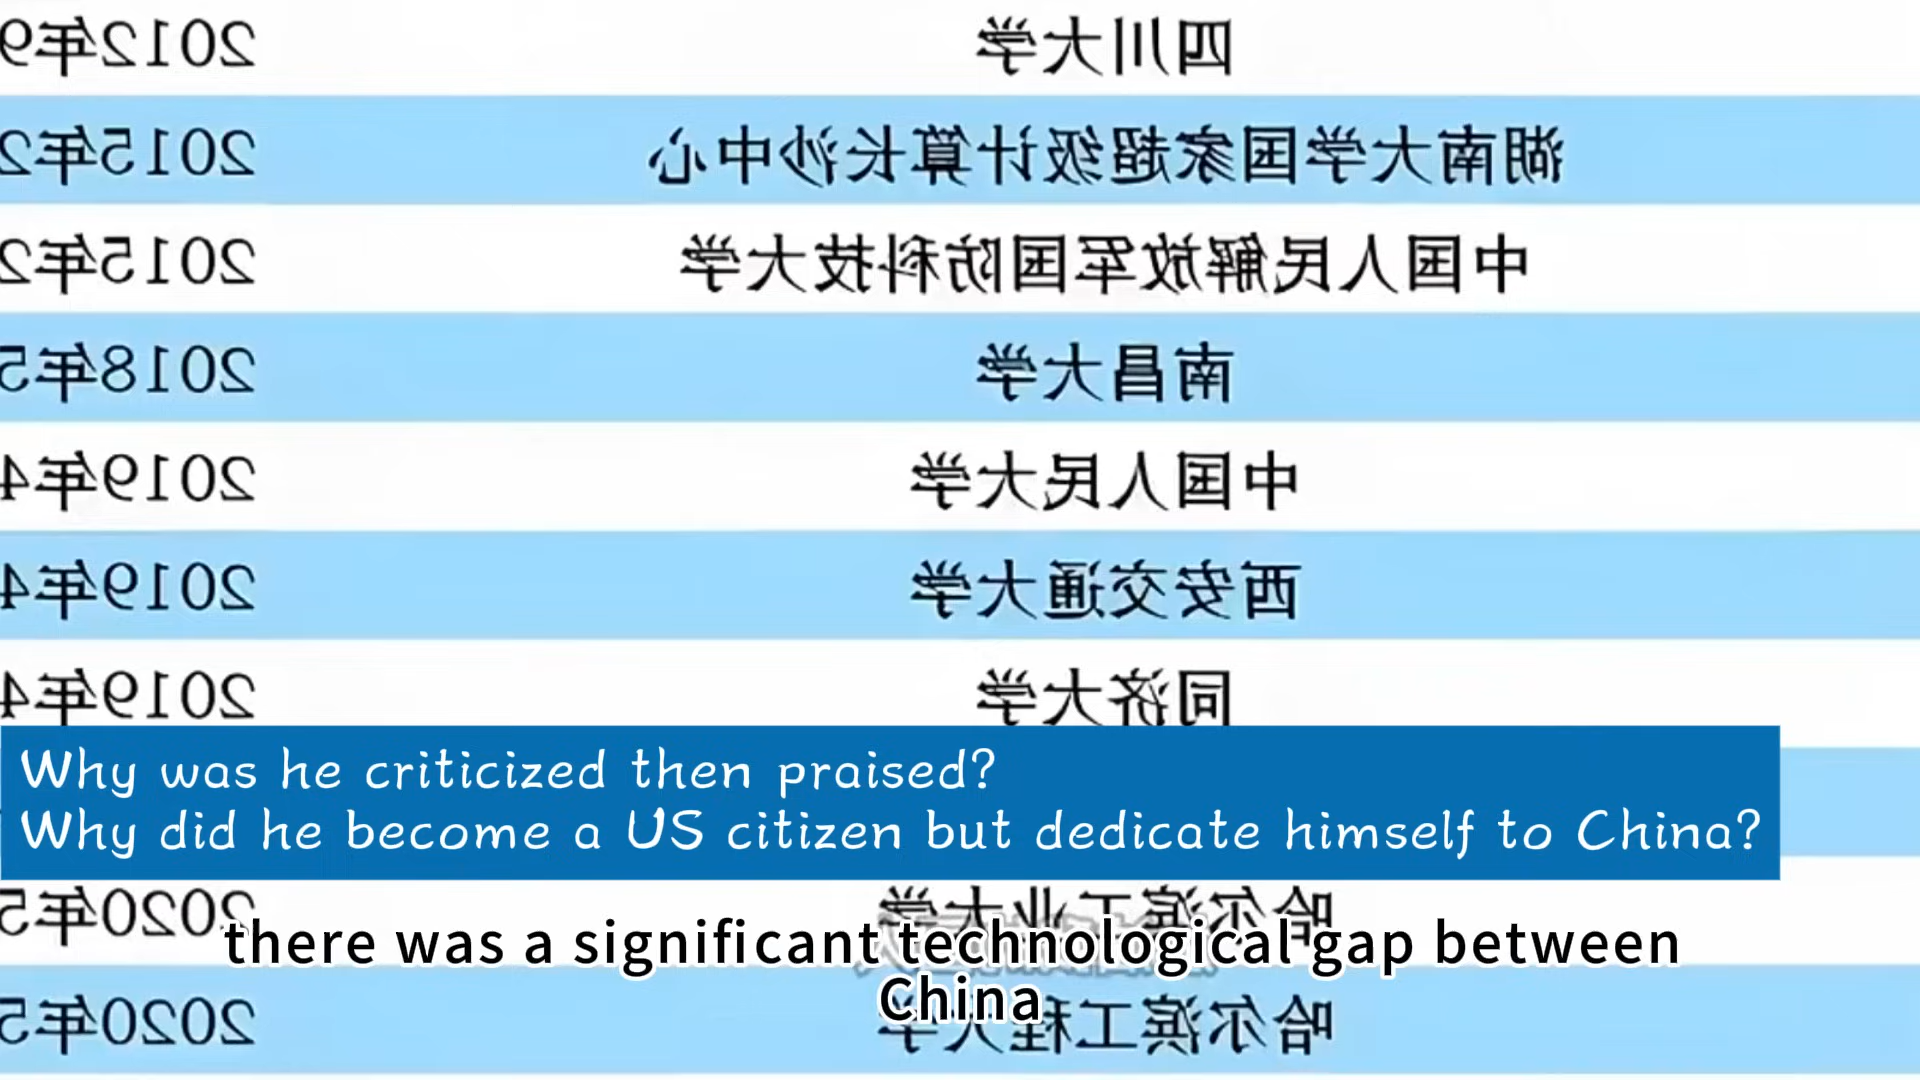 四川大学 2012年9
湖南大学国家超级计算长沙中心 2015年2
中国人民解放军国防科技大学 2015年2
南昌大学 2018年5
中国人民大学 2019年4
西安交通大学 2019年4
同济大学 2019年4
Why was he criticized then praised?
Why did he become a US citizen but dedicate himself to China?
哈尔滨工业大学 2020年5
there was a significant technological gap between
China
哈尔滨工程大学 2020年5